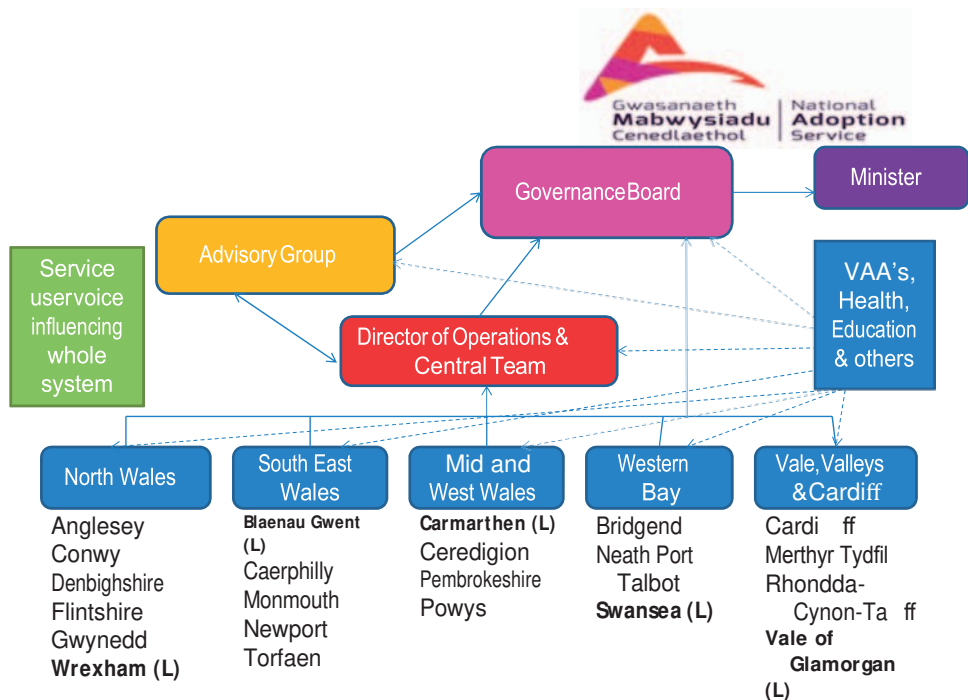 Gwasanaeth
Mabwysiadu
Cenedlaethol
National
Adoption
Service
Governance Board
Minister
Advisory Group
Service
uservoice
influencing
whole
system
VAA's,
Health,
Education
& others
Director of Operations &
Central Team
North Wales
South East
Wales
Mid and
West Wales
Western
Bay
Vale, Valleys
&Cardiff
Anglesey
Conwy
Denbighshire
Flintshire
Gwynedd
Wrexham (L)
Blaenau Gwent
(L)
Caerphilly
Monmouth
Newport
Torfaen
Carmarthen (L)
Ceredigion
Pembrokeshire
Powys
Bridgend
Neath Port
Talbot
Swansea (L)
Cardi ff
Merthyr Tydfil
Rhondda-
Cynon-Ta ff
Vale of
Glamorgan
(L)